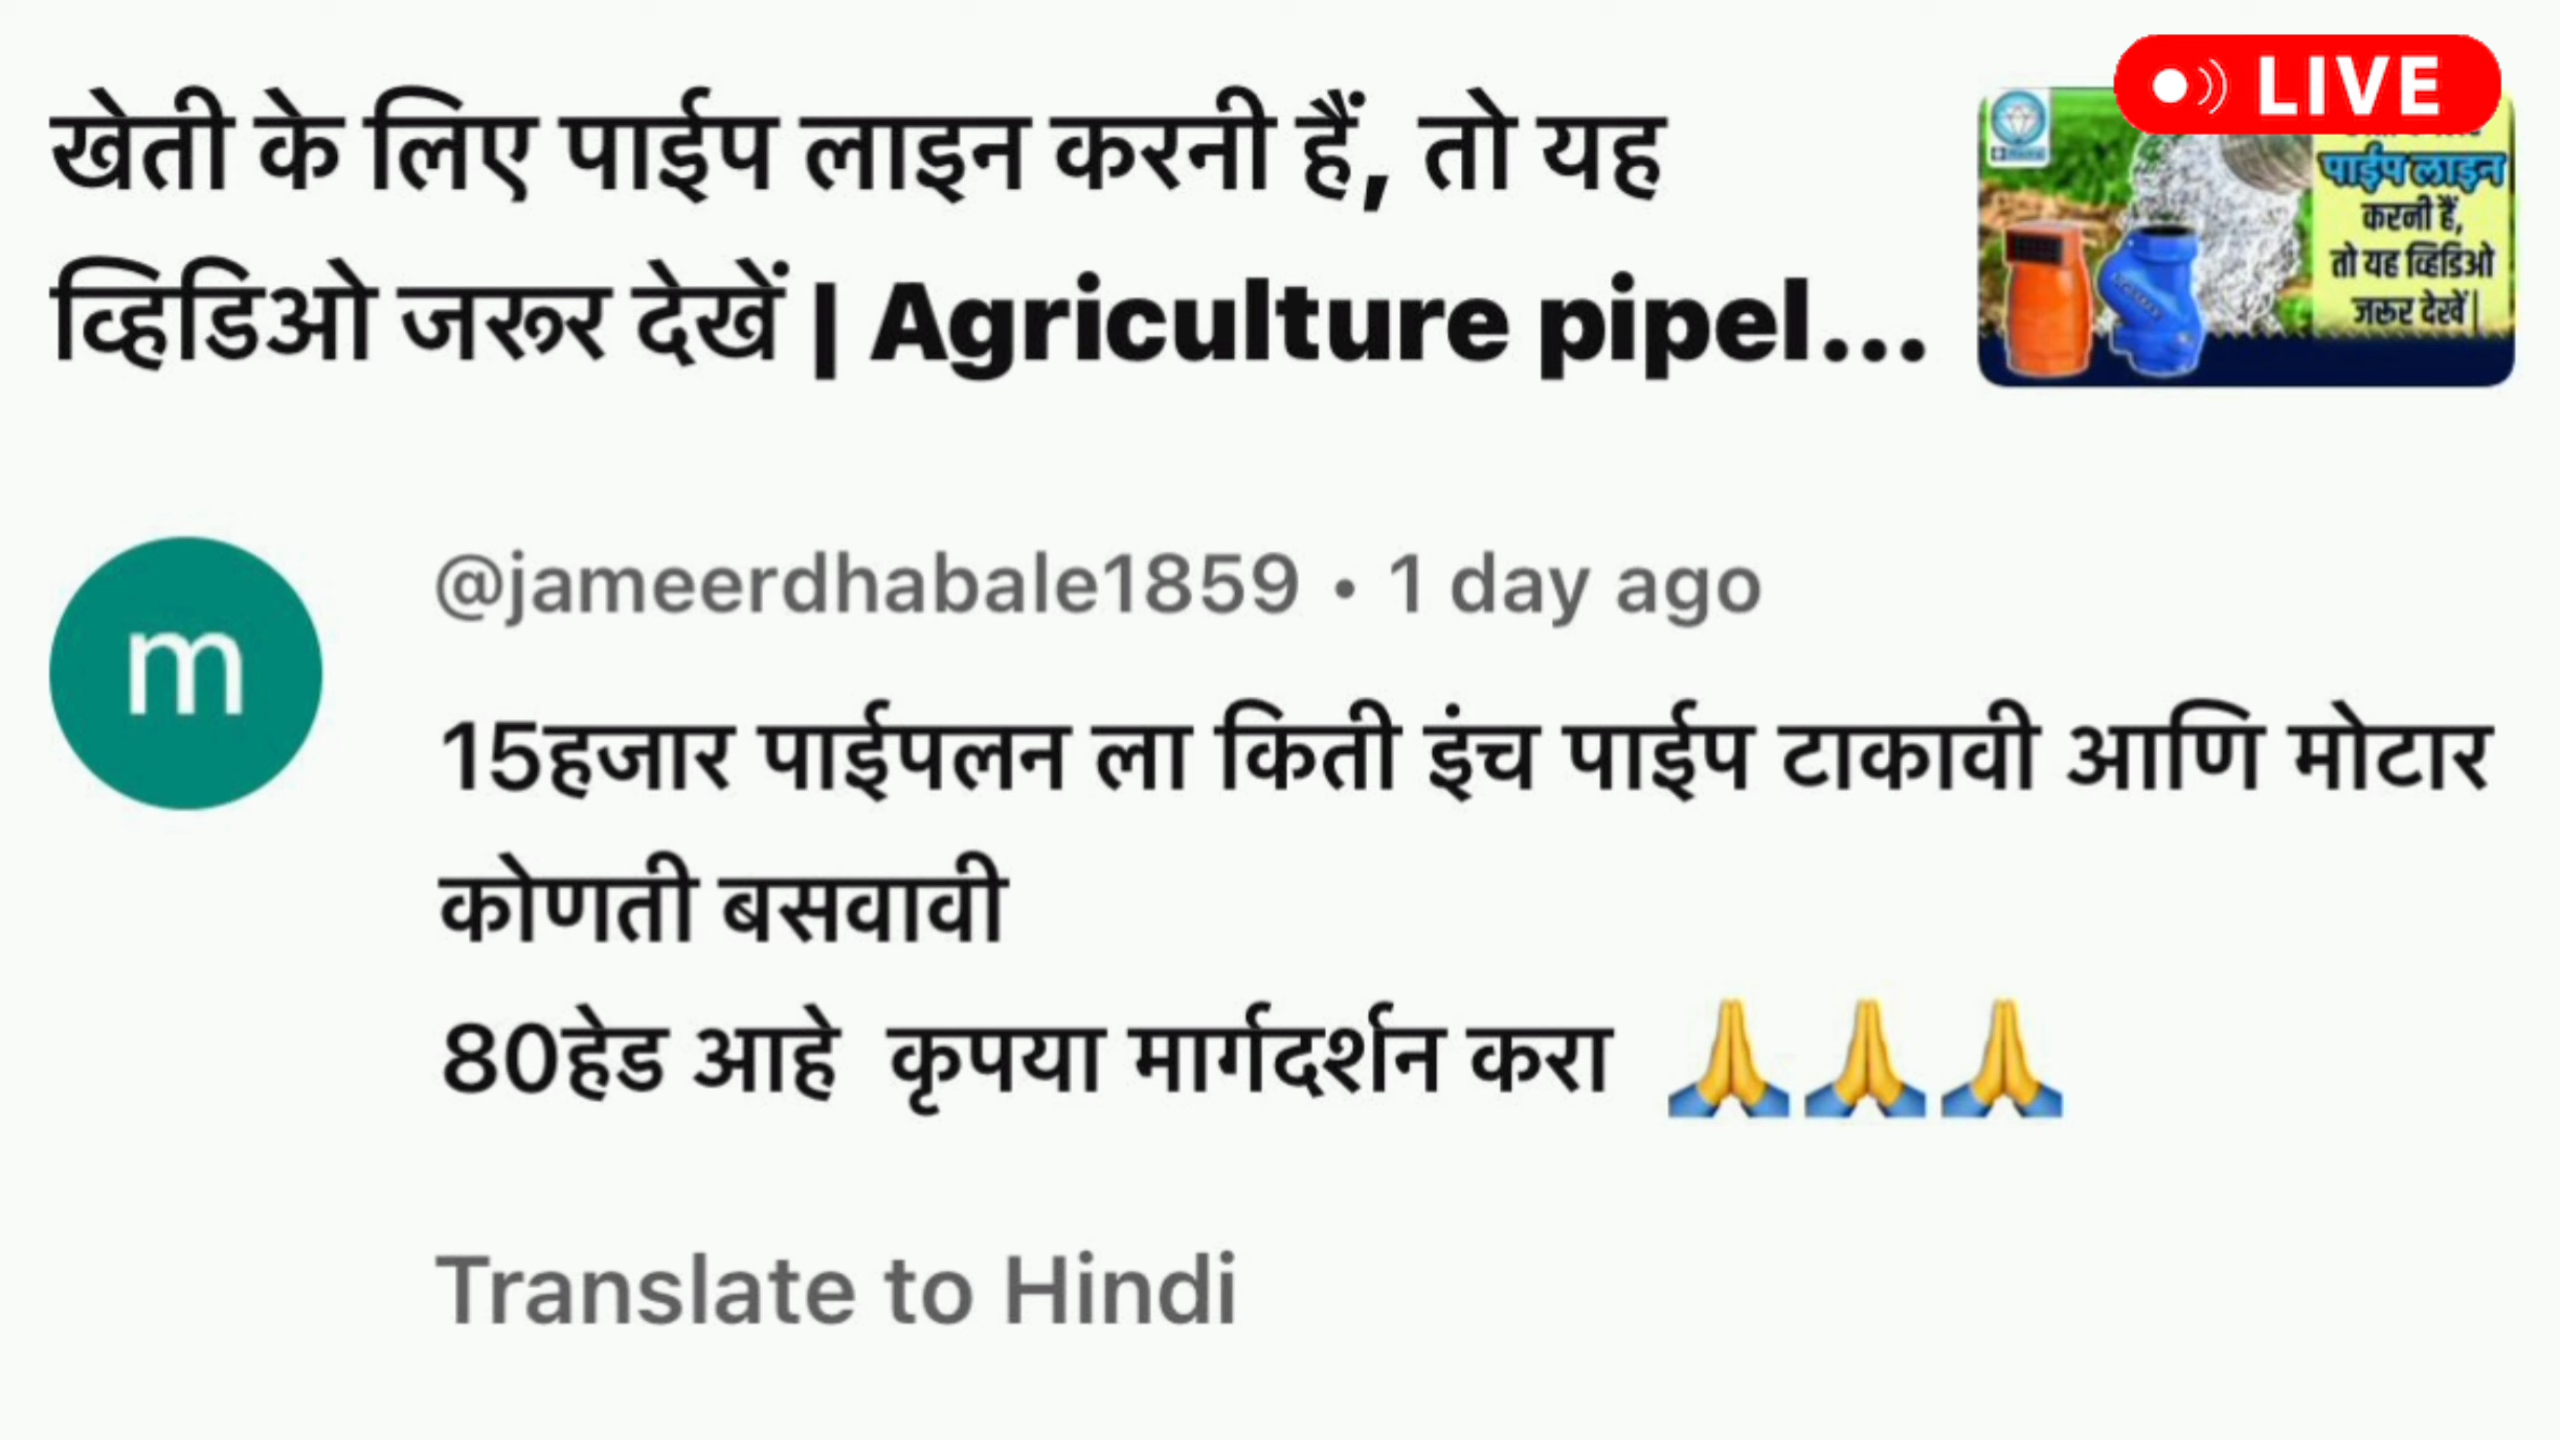 LIVE
खेती के लिए पाईप लाइन करनी हैं, तो यह
व्हिडिओ जरूर देखें | Agriculture pipel...
पाईप लाइन
करनी हैं,
तो यह व्हिडिओ
जरूर देखें|
m
@jameerdhabale1859 • 1 day ago
15हजार पाईपलन ला किती इंच पाईप टाकावी आणि मोटार
कोणती बसवावी
80हेड आहे कृपया मार्गदर्शन करा 🙏🙏🙏
Translate to Hindi